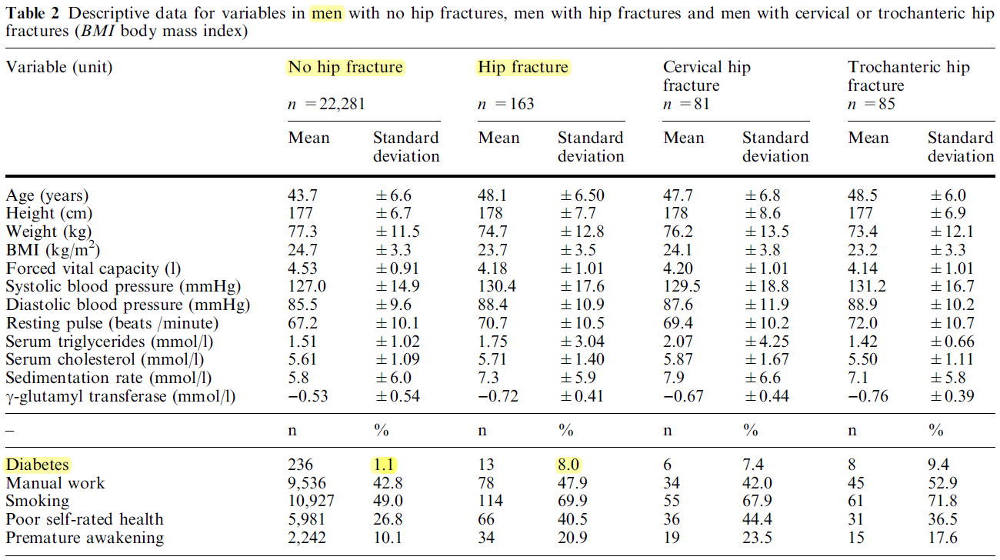 Table 2 Descriptive data for variables in men with no hip fractures, men with hip fractures and men with cervical or trochanteric hip
fractures (BMI body mass index)
Variable (unit) No hip fracture Hip fracture Cervical hip fracture Trochanteric hip fracture
n =22,281 n =163 n =81 n =85
Mean Standard deviation Mean Standard deviation Mean Standard deviation Mean Standard deviation
Age (years) 43.7 ±6.6 48.1 ±6.50 47.7 ±6.8 48.5 ±6.0
Height (cm) 177 ±6.7 178 ±7.7 178 ±8.6 177 ±6.9
Weight (kg) 77.3 ±11.5 74.7 ±12.8 76.2 ±13.5 73.4 ±12.1
BMI (kg/m²) 24.7 ±3.3 23.7 ±3.5 24.1 ±3.8 23.2 ±3.3
Forced vital capacity (l) 4.53 ±0.91 4.18 ±1.01 4.20 ±1.01 4.14 ±1.01
Systolic blood pressure (mmHg) 127.0 ±14.9 130.4 ±17.6 129.5 ±18.8 131.2 ±16.7
Diastolic blood pressure (mmHg) 85.5 ±9.6 88.4 ±10.9 87.6 ±11.9 88.9 ±10.2
Resting pulse (beats /minute) 67.2 ±10.1 70.7 ±10.5 69.4 ±10.2 72.0 ±10.7
Serum triglycerides (mmol/l) 1.51 ±1.02 1.75 ±3.04 2.07 ±4.25 1.42 ±0.66
Serum cholesterol (mmol/l) 5.61 ±1.09 5.71 ±1.40 5.87 ±1.67 5.50 ±1.11
Sedimentation rate (mmol/l) 5.8 ±6.0 7.3 ±5.9 7.9 ±6.6 7.1 ±5.8
γ-glutamyl transferase (mmol/l) −0.53 ±0.54 −0.72 ±0.41 −0.67 ±0.44 −0.76 ±0.39
– n % n % n % n %
Diabetes 236 1.1 13 8.0 6 7.4 8 9.4
Manual work 9,536 42.8 78 47.9 34 42.0 45 52.9
Smoking 10,927 49.0 114 69.9 55 67.9 61 71.8
Poor self-rated health 5,981 26.8 66 40.5 36 44.4 31 36.5
Premature awakening 2,242 10.1 34 20.9 19 23.5 15 17.6